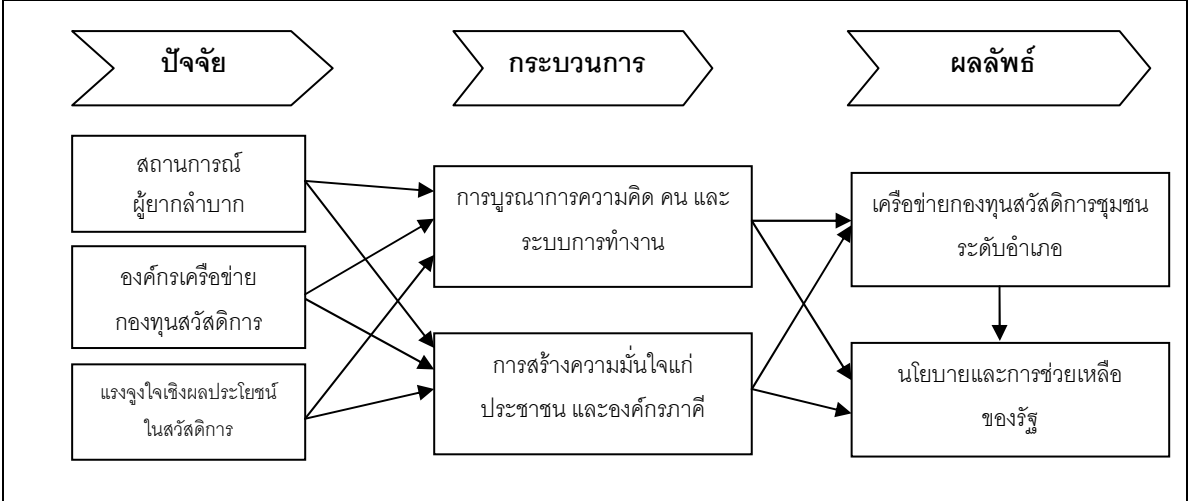 ปัจจัย
กระบวนการ
ผลลัพธ์
สถานการณ์
ผู้ยากลำบาก
องค์กรเครือข่าย
กองทุนสวัสดิการ
แรงจูงใจเชิงผลประโยชน์
ในสวัสดิการ
การบูรณาการความคิด คน และ
ระบบการทำงาน
การสร้างความมั่นใจแก่
ประชาชน และองค์กรภาคี
เครือข่ายกองทุนสวัสดิการชุมชน
ระดับอำเภอ
นโยบายและการช่วยเหลือ
ของรัฐ